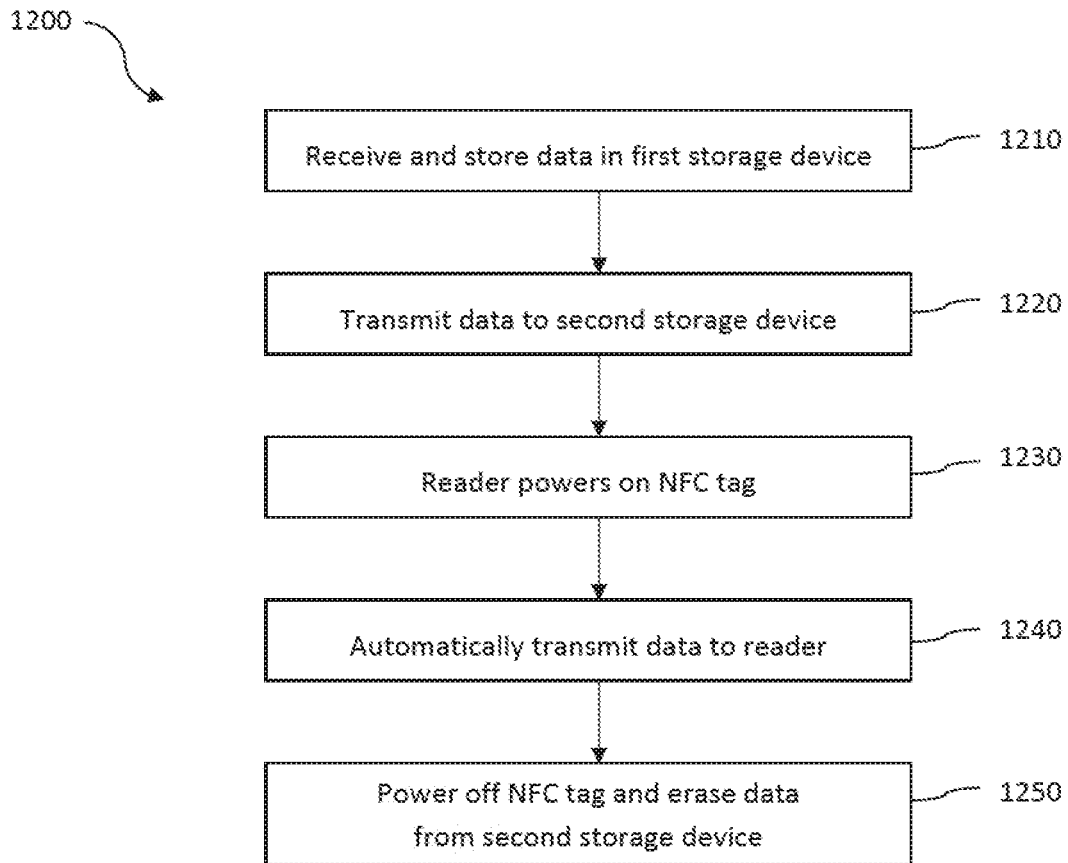 1200
Receive and store data in first storage device
1210
Transmit data to second storage device
1220
Reader powers on NFC tag
1230
Automatically transmit data to reader
1240
Power off NFC tag and erase data
from second storage device
1250